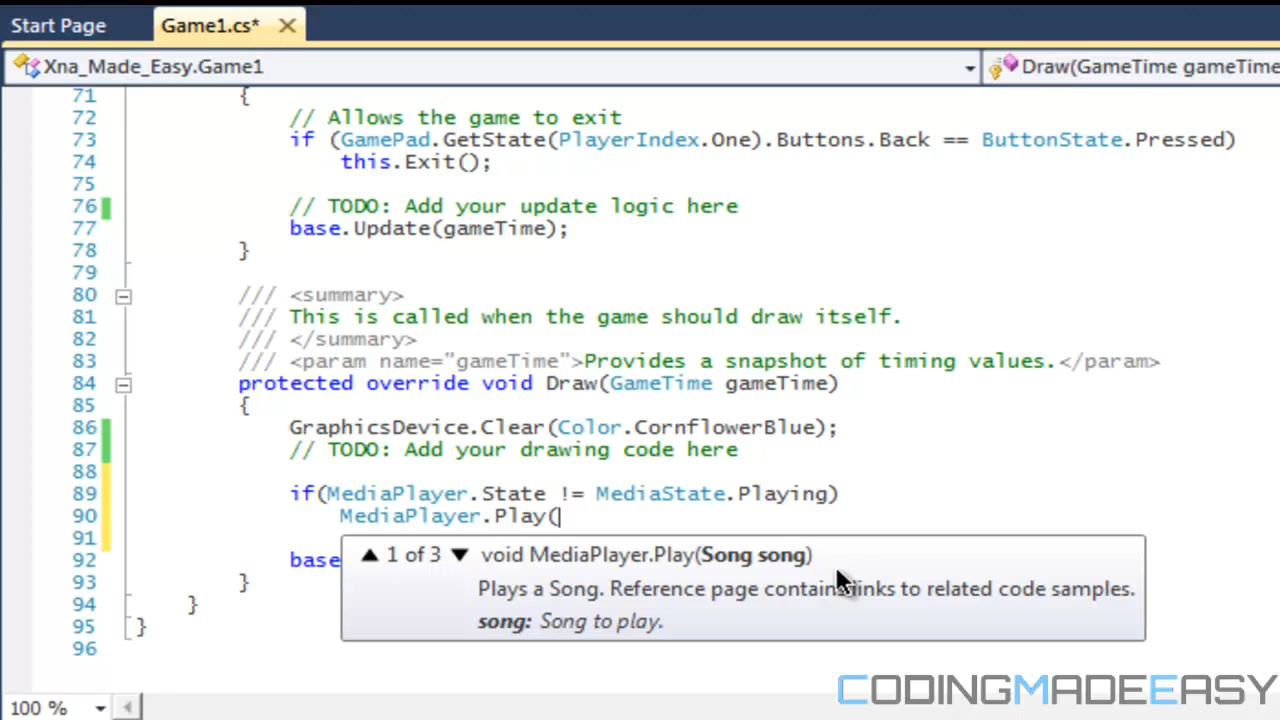 Start Page
Game1.cs*
Xna_Made_Easy.Game1
Draw(GameTime gameTime
71 {
72 // Allows the game to exit
73 if (GamePad.GetState(PlayerIndex.One).Buttons.Back == ButtonState.Pressed)
74 this.Exit();
75
76 // TODO: Add your update logic here
77 base.Update(gameTime);
78 }
79
80 /// <summary>
81 /// This is called when the game should draw itself.
82 /// </summary>
83 /// <param name="gameTime">Provides a snapshot of timing values.</param>
84 protected override void Draw(GameTime gameTime)
85 {
86 GraphicsDevice.Clear(Color.CornflowerBlue);
87 // TODO: Add your drawing code here
88
89 if(MediaPlayer.State != MediaState.Playing)
90 MediaPlayer.Play(
91
▲ 1 of 3 ▼ void MediaPlayer.Play(Song song)
Plays a Song. Reference page contains links to related code samples.
song: Song to play.
92 base
93 }
94 }
95 }
96
100 %
CODINGMADEEASY